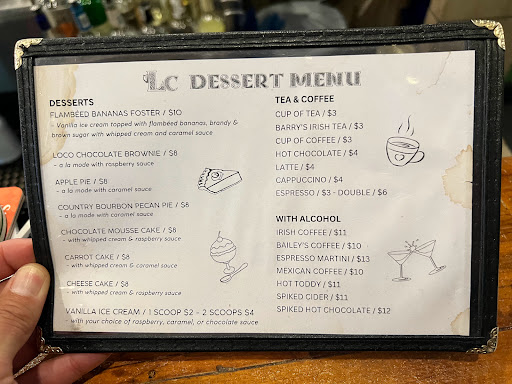 LC DESSERT MENU
DESSERTS
FLAMBÉED BANANAS FOSTER / $10
- Vanilla ice cream topped with flambéed bananas, brandy &
brown sugar with whipped cream and caramel sauce
LOCO CHOCOLATE BROWNIE / $8
- a la mode with raspberry sauce
APPLE PIE / $8
- a la mode with caramel sauce
COUNTRY BOURBON PECAN PIE / $8
- a la mode with caramel sauce
CHOCOLATE MOUSSE CAKE / $8
- with whipped cream & raspberry sauce
CARROT CAKE / $8
- with whipped cream & caramel sauce
CHEESE CAKE / $8
- with whipped cream & raspberry sauce
VANILLA ICE CREAM / 1 SCOOP $2 - 2 SCOOPS $4
- with your choice of raspberry, caramel, or chocolate sauce
TEA & COFFEE
CUP OF TEA / $3
BARRY'S IRISH TEA / $3
CUP OF COFFEE / $3
HOT CHOCOLATE / $4
LATTE / $4
CAPPUCCINO / $4
ESPRESSO / $3 - DOUBLE / $6
WITH ALCOHOL
IRISH COFFEE / $11
BAILEY'S COFFEE / $10
ESPRESSO MARTINI / $13
MEXICAN COFFEE / $10
HOT TODDY / $11
SPIKED CIDER / $11
SPIKED HOT CHOCOLATE / $12